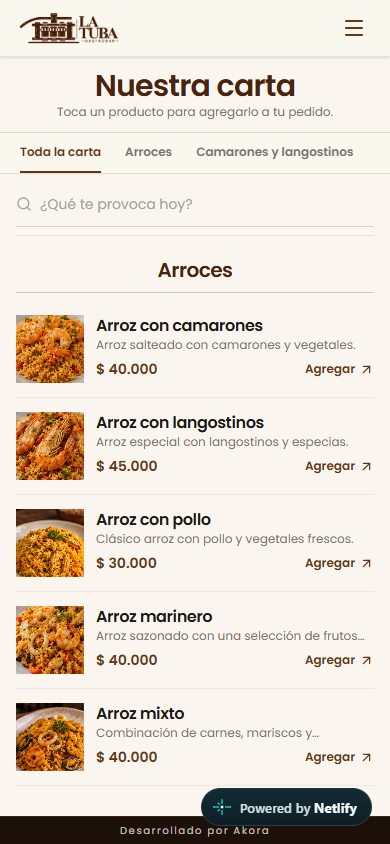 LA
TUBA
GASTROBAR
Nuestra carta
Toca un producto para agregarlo a tu pedido.
Toda la carta Arroces Camarones y langostinos
¿Qué te provoca hoy?
Arroces
Arroz con camarones
Arroz salteado con camarones y vegetales.
$ 40.000 Agregar
Arroz con langostinos
Arroz especial con langostinos y especias.
$ 45.000 Agregar
Arroz con pollo
Clásico arroz con pollo y vegetales frescos.
$ 30.000 Agregar
Arroz marinero
Arroz sazonado con una selección de frutos…
$ 40.000 Agregar
Arroz mixto
Combinación de carnes, mariscos y…
$ 40.000 Agregar
Powered by Netlify
Desarrollado por Akora